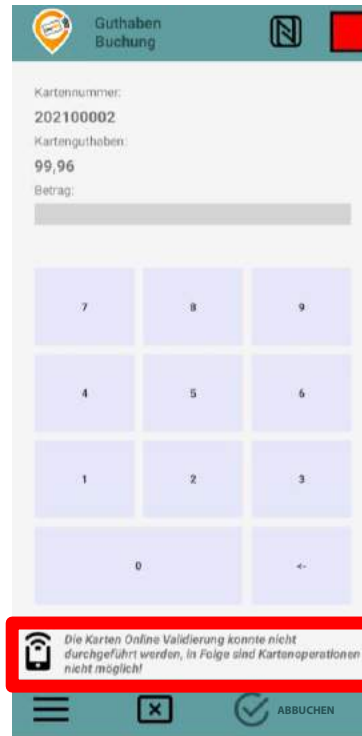 Guthaben
Buchung
Kartennummer:
202100002
Kartenguthaben:
99,96
Betrag:
7 8 9
4 5 6
1 2 3
0 <-
Die Karten Online Validierung konnte nicht
durchgeführt werden, in Folge sind Kartenoperationen
nicht möglich!
ABBUCHEN